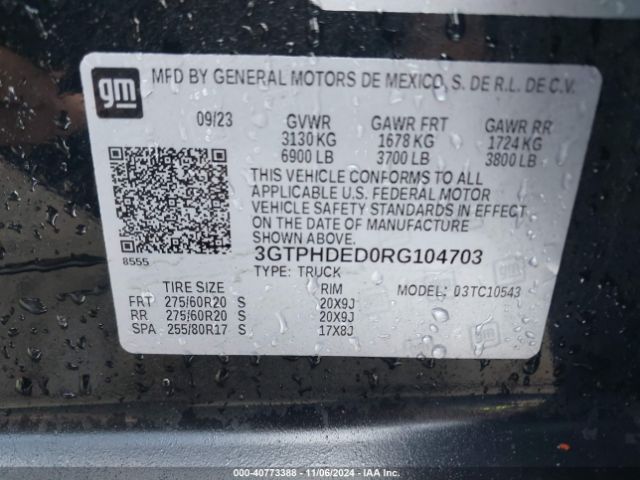 gm
MFD BY GENERAL MOTORS DE MEXICO, S. DE R.L. DE C.V.
09/23 GVWR GAWR FRT GAWR RR
3130 KG 1678 KG 1724 KG
6900 LB 3700 LB 3800 LB
THIS VEHICLE CONFORMS TO ALL
APPLICABLE U.S. FEDERAL MOTOR
VEHICLE SAFETY STANDARDS IN EFFECT
ON THE DATE OF MANUFACTURE
SHOWN ABOVE.
8555
3GTPHDED0RG104703
TYPE: TRUCK
TIRE SIZE RIM MODEL: 03TC10543
FRT 275/60R20 S 20X9J
RR 275/60R20 S 20X9J
SPA 255/80R17 S 17X8J
© - 40773388 - 11/06/2024 - IAA Inc.